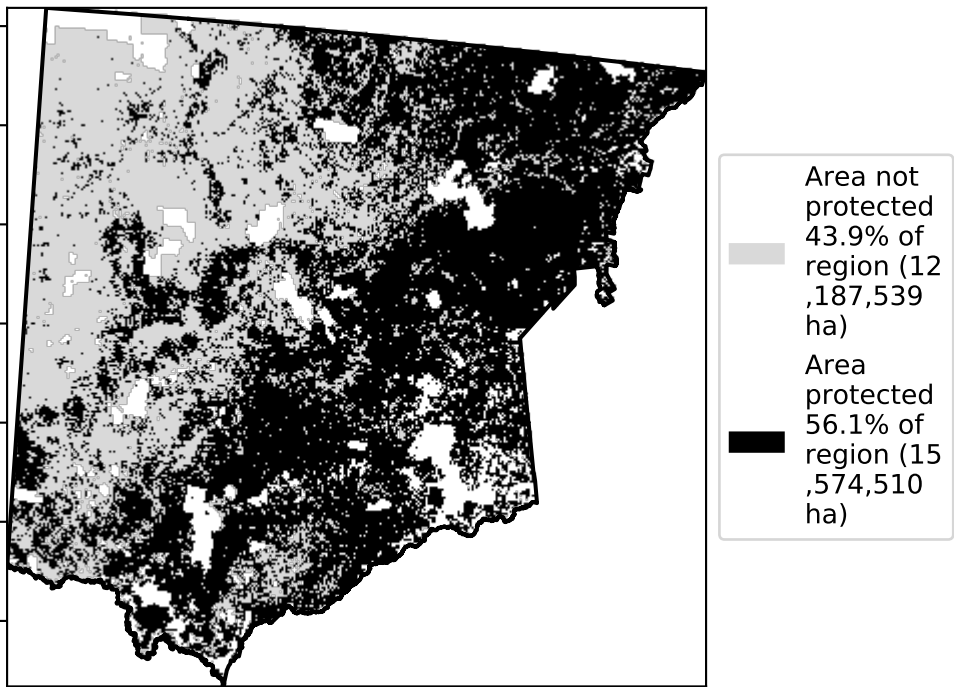 Area not
protected
43.9% of
region (12
,187,539
ha)
Area
protected
56.1% of
region (15
,574,510
ha)